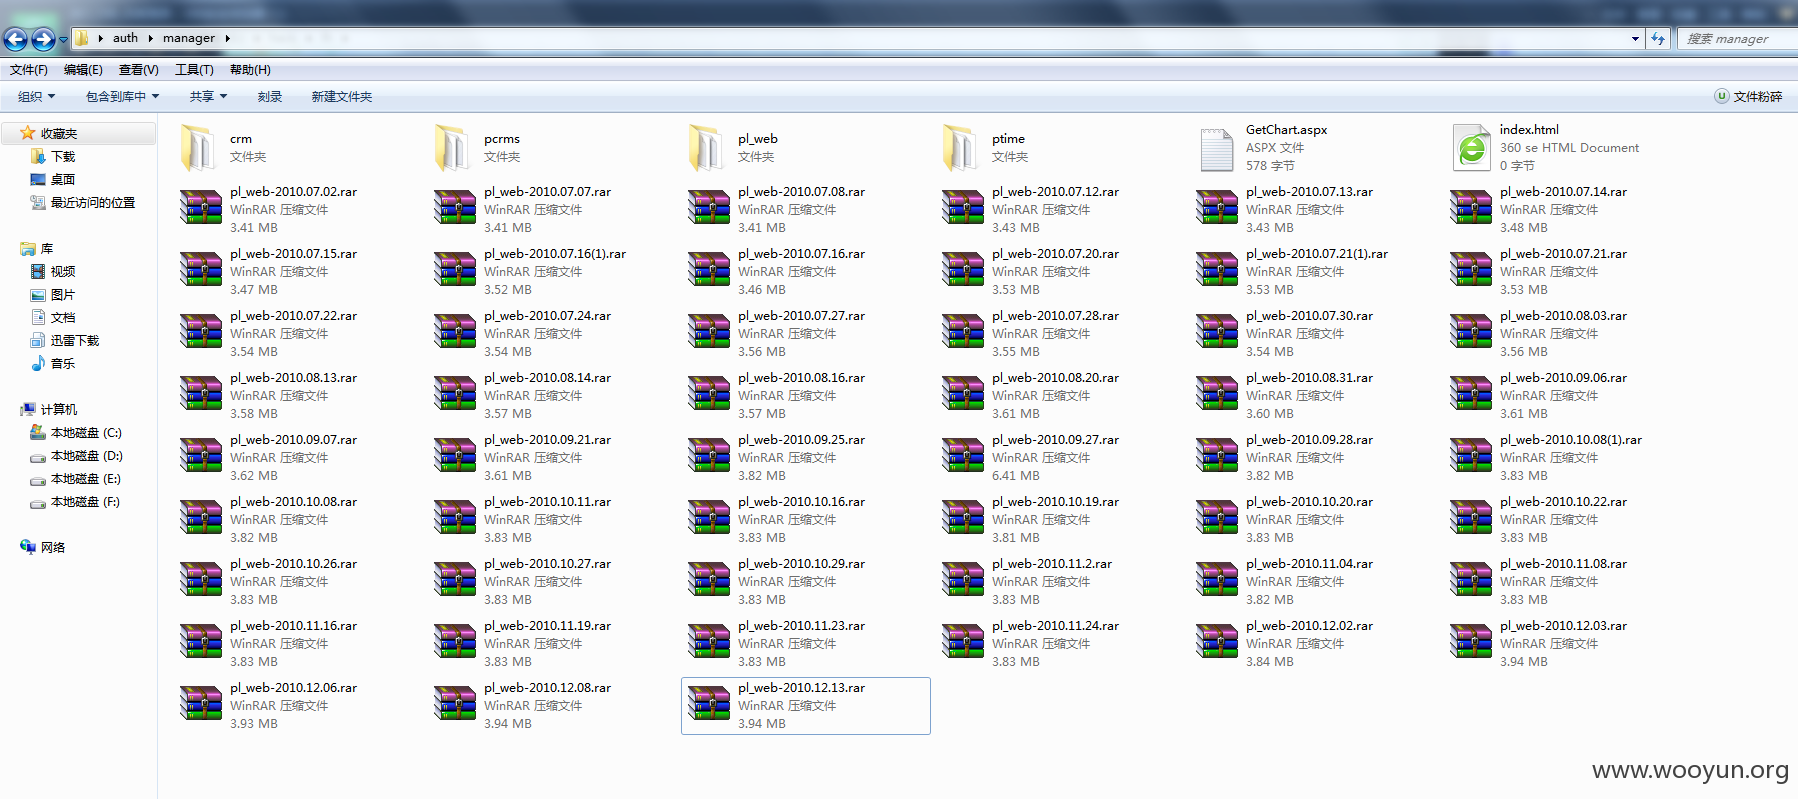 auth manager
搜索 manager
文件(F) 编辑(E) 查看(V) 工具(T) 帮助(H)
组织 包含到库中 共享 刻录 新建文件夹 文件粉碎
收藏夹
下载
桌面
最近访问的位置
库
视频
图片
文档
迅雷下载
音乐
计算机
本地磁盘 (C:)
本地磁盘 (D:)
本地磁盘 (E:)
本地磁盘 (F:)
网络
crm
文件夹
pcrms
文件夹
pl_web
文件夹
ptime
文件夹
GetChart.aspx
ASPX 文件
578 字节
index.html
360 se HTML Document
0 字节
pl_web-2010.07.02.rar
WinRAR 压缩文件
3.41 MB
pl_web-2010.07.07.rar
WinRAR 压缩文件
3.41 MB
pl_web-2010.07.08.rar
WinRAR 压缩文件
3.41 MB
pl_web-2010.07.12.rar
WinRAR 压缩文件
3.43 MB
pl_web-2010.07.13.rar
WinRAR 压缩文件
3.43 MB
pl_web-2010.07.14.rar
WinRAR 压缩文件
3.48 MB
pl_web-2010.07.15.rar
WinRAR 压缩文件
3.47 MB
pl_web-2010.07.16(1).rar
WinRAR 压缩文件
3.52 MB
pl_web-2010.07.16.rar
WinRAR 压缩文件
3.46 MB
pl_web-2010.07.20.rar
WinRAR 压缩文件
3.53 MB
pl_web-2010.07.21(1).rar
WinRAR 压缩文件
3.53 MB
pl_web-2010.07.21.rar
WinRAR 压缩文件
3.53 MB
pl_web-2010.07.22.rar
WinRAR 压缩文件
3.54 MB
pl_web-2010.07.24.rar
WinRAR 压缩文件
3.54 MB
pl_web-2010.07.27.rar
WinRAR 压缩文件
3.56 MB
pl_web-2010.07.28.rar
WinRAR 压缩文件
3.55 MB
pl_web-2010.07.30.rar
WinRAR 压缩文件
3.54 MB
pl_web-2010.08.03.rar
WinRAR 压缩文件
3.56 MB
pl_web-2010.08.13.rar
WinRAR 压缩文件
3.58 MB
pl_web-2010.08.14.rar
WinRAR 压缩文件
3.57 MB
pl_web-2010.08.16.rar
WinRAR 压缩文件
3.57 MB
pl_web-2010.08.20.rar
WinRAR 压缩文件
3.61 MB
pl_web-2010.08.31.rar
WinRAR 压缩文件
3.60 MB
pl_web-2010.09.06.rar
WinRAR 压缩文件
3.61 MB
pl_web-2010.09.07.rar
WinRAR 压缩文件
3.62 MB
pl_web-2010.09.21.rar
WinRAR 压缩文件
3.61 MB
pl_web-2010.09.25.rar
WinRAR 压缩文件
3.82 MB
pl_web-2010.09.27.rar
WinRAR 压缩文件
6.41 MB
pl_web-2010.09.28.rar
WinRAR 压缩文件
3.82 MB
pl_web-2010.10.08(1).rar
WinRAR 压缩文件
3.83 MB
pl_web-2010.10.08.rar
WinRAR 压缩文件
3.82 MB
pl_web-2010.10.11.rar
WinRAR 压缩文件
3.83 MB
pl_web-2010.10.16.rar
WinRAR 压缩文件
3.83 MB
pl_web-2010.10.19.rar
WinRAR 压缩文件
3.81 MB
pl_web-2010.10.20.rar
WinRAR 压缩文件
3.83 MB
pl_web-2010.10.22.rar
WinRAR 压缩文件
3.83 MB
pl_web-2010.10.26.rar
WinRAR 压缩文件
3.83 MB
pl_web-2010.10.27.rar
WinRAR 压缩文件
3.83 MB
pl_web-2010.10.29.rar
WinRAR 压缩文件
3.83 MB
pl_web-2010.11.2.rar
WinRAR 压缩文件
3.83 MB
pl_web-2010.11.04.rar
WinRAR 压缩文件
3.82 MB
pl_web-2010.11.08.rar
WinRAR 压缩文件
3.83 MB
pl_web-2010.11.16.rar
WinRAR 压缩文件
3.83 MB
pl_web-2010.11.19.rar
WinRAR 压缩文件
3.83 MB
pl_web-2010.11.23.rar
WinRAR 压缩文件
3.83 MB
pl_web-2010.11.24.rar
WinRAR 压缩文件
3.83 MB
pl_web-2010.12.02.rar
WinRAR 压缩文件
3.84 MB
pl_web-2010.12.03.rar
WinRAR 压缩文件
3.94 MB
pl_web-2010.12.06.rar
WinRAR 压缩文件
3.93 MB
pl_web-2010.12.08.rar
WinRAR 压缩文件
3.94 MB
pl_web-2010.12.13.rar
WinRAR 压缩文件
3.94 MB
www.wooyun.org